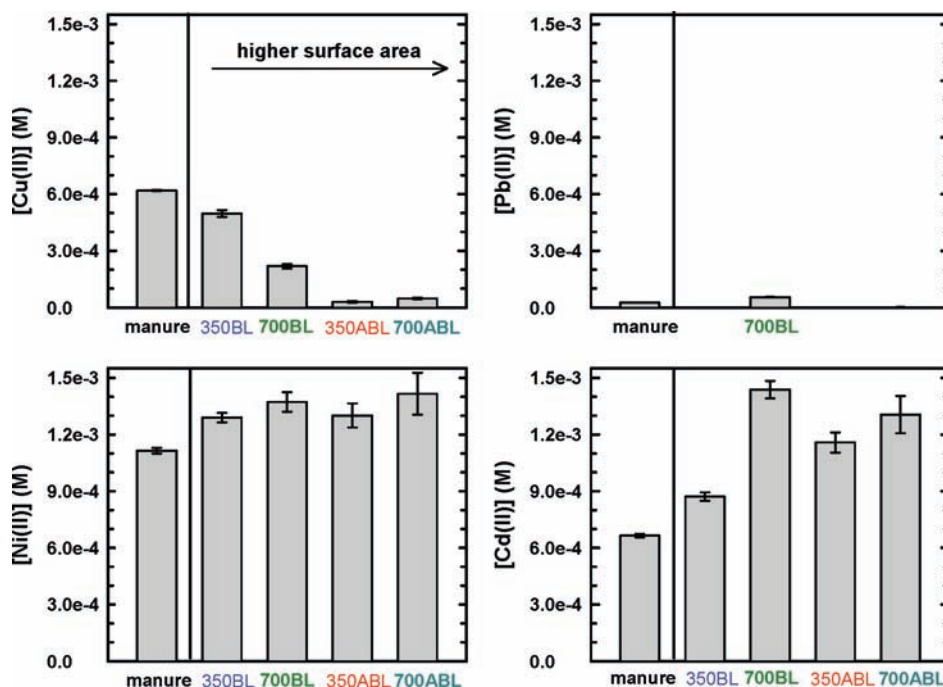 [Cu(II)] (M)
1.5e-3
1.2e-3
9.0e-4
6.0e-4
3.0e-4
0.0
higher surface area
manure 350BL 700BL 350ABL 700ABL
[Pb(II)] (M)
1.5e-3
1.2e-3
9.0e-4
6.0e-4
3.0e-4
0.0
manure 700BL
[Ni(II)] (M)
1.5e-3
1.2e-3
9.0e-4
6.0e-4
3.0e-4
0.0
manure 350BL 700BL 350ABL 700ABL
[Cd(II)] (M)
1.5e-3
1.2e-3
9.0e-4
6.0e-4
3.0e-4
0.0
manure 350BL 700BL 350ABL 700ABL